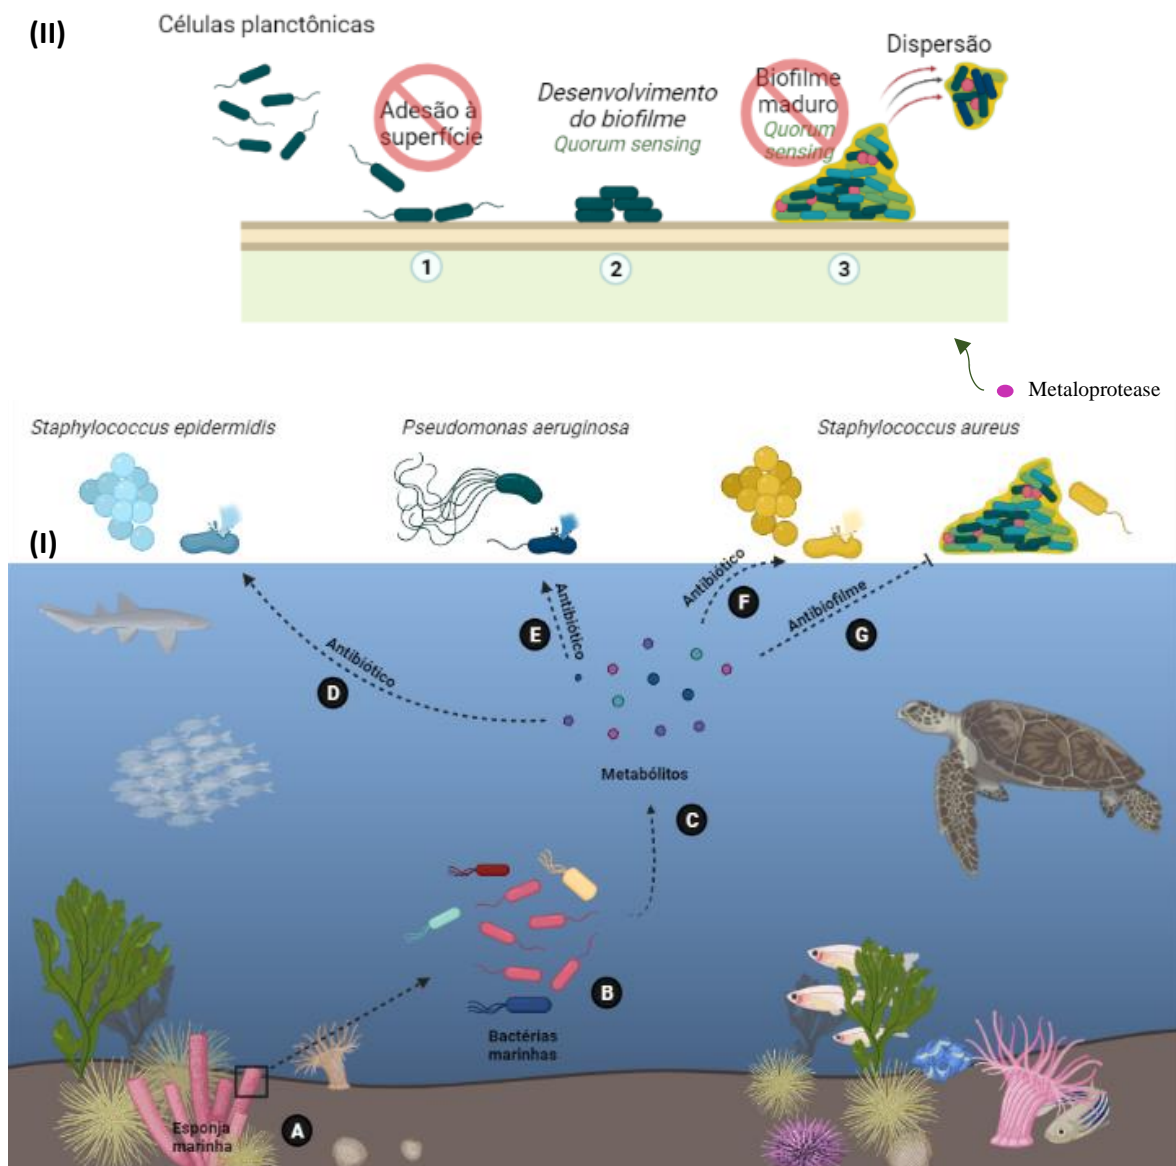 (II)
Células planctônicas
Adesão à
superfície
Desenvolvimento
do biofilme
Quorum sensing
Biofilme
maduro
Quorum
sensing
Dispersão
1
2
3
Metaloprotease
Staphylococcus epidermidis
Pseudomonas aeruginosa
Staphylococcus aureus
(I)
Antibiótico
D
E
Antibiótico
Antibiótico
F
Antibiofilme
G
Metabólitos
C
B
Bactérias
marinhas
Esponja
marinha
A